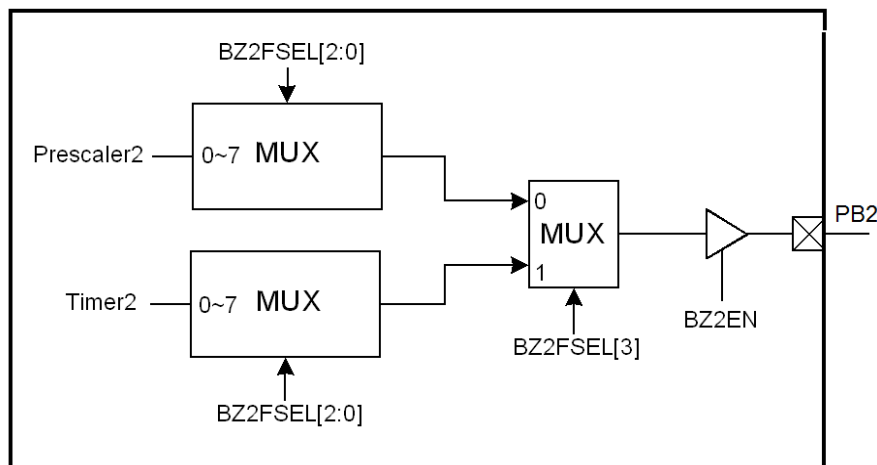 BZ2FSEL[2:0]
Prescaler2
0~7 MUX
0
MUX
1
PB2
Timer2
0~7 MUX
BZ2FSEL[3]
BZ2EN
BZ2FSEL[2:0]